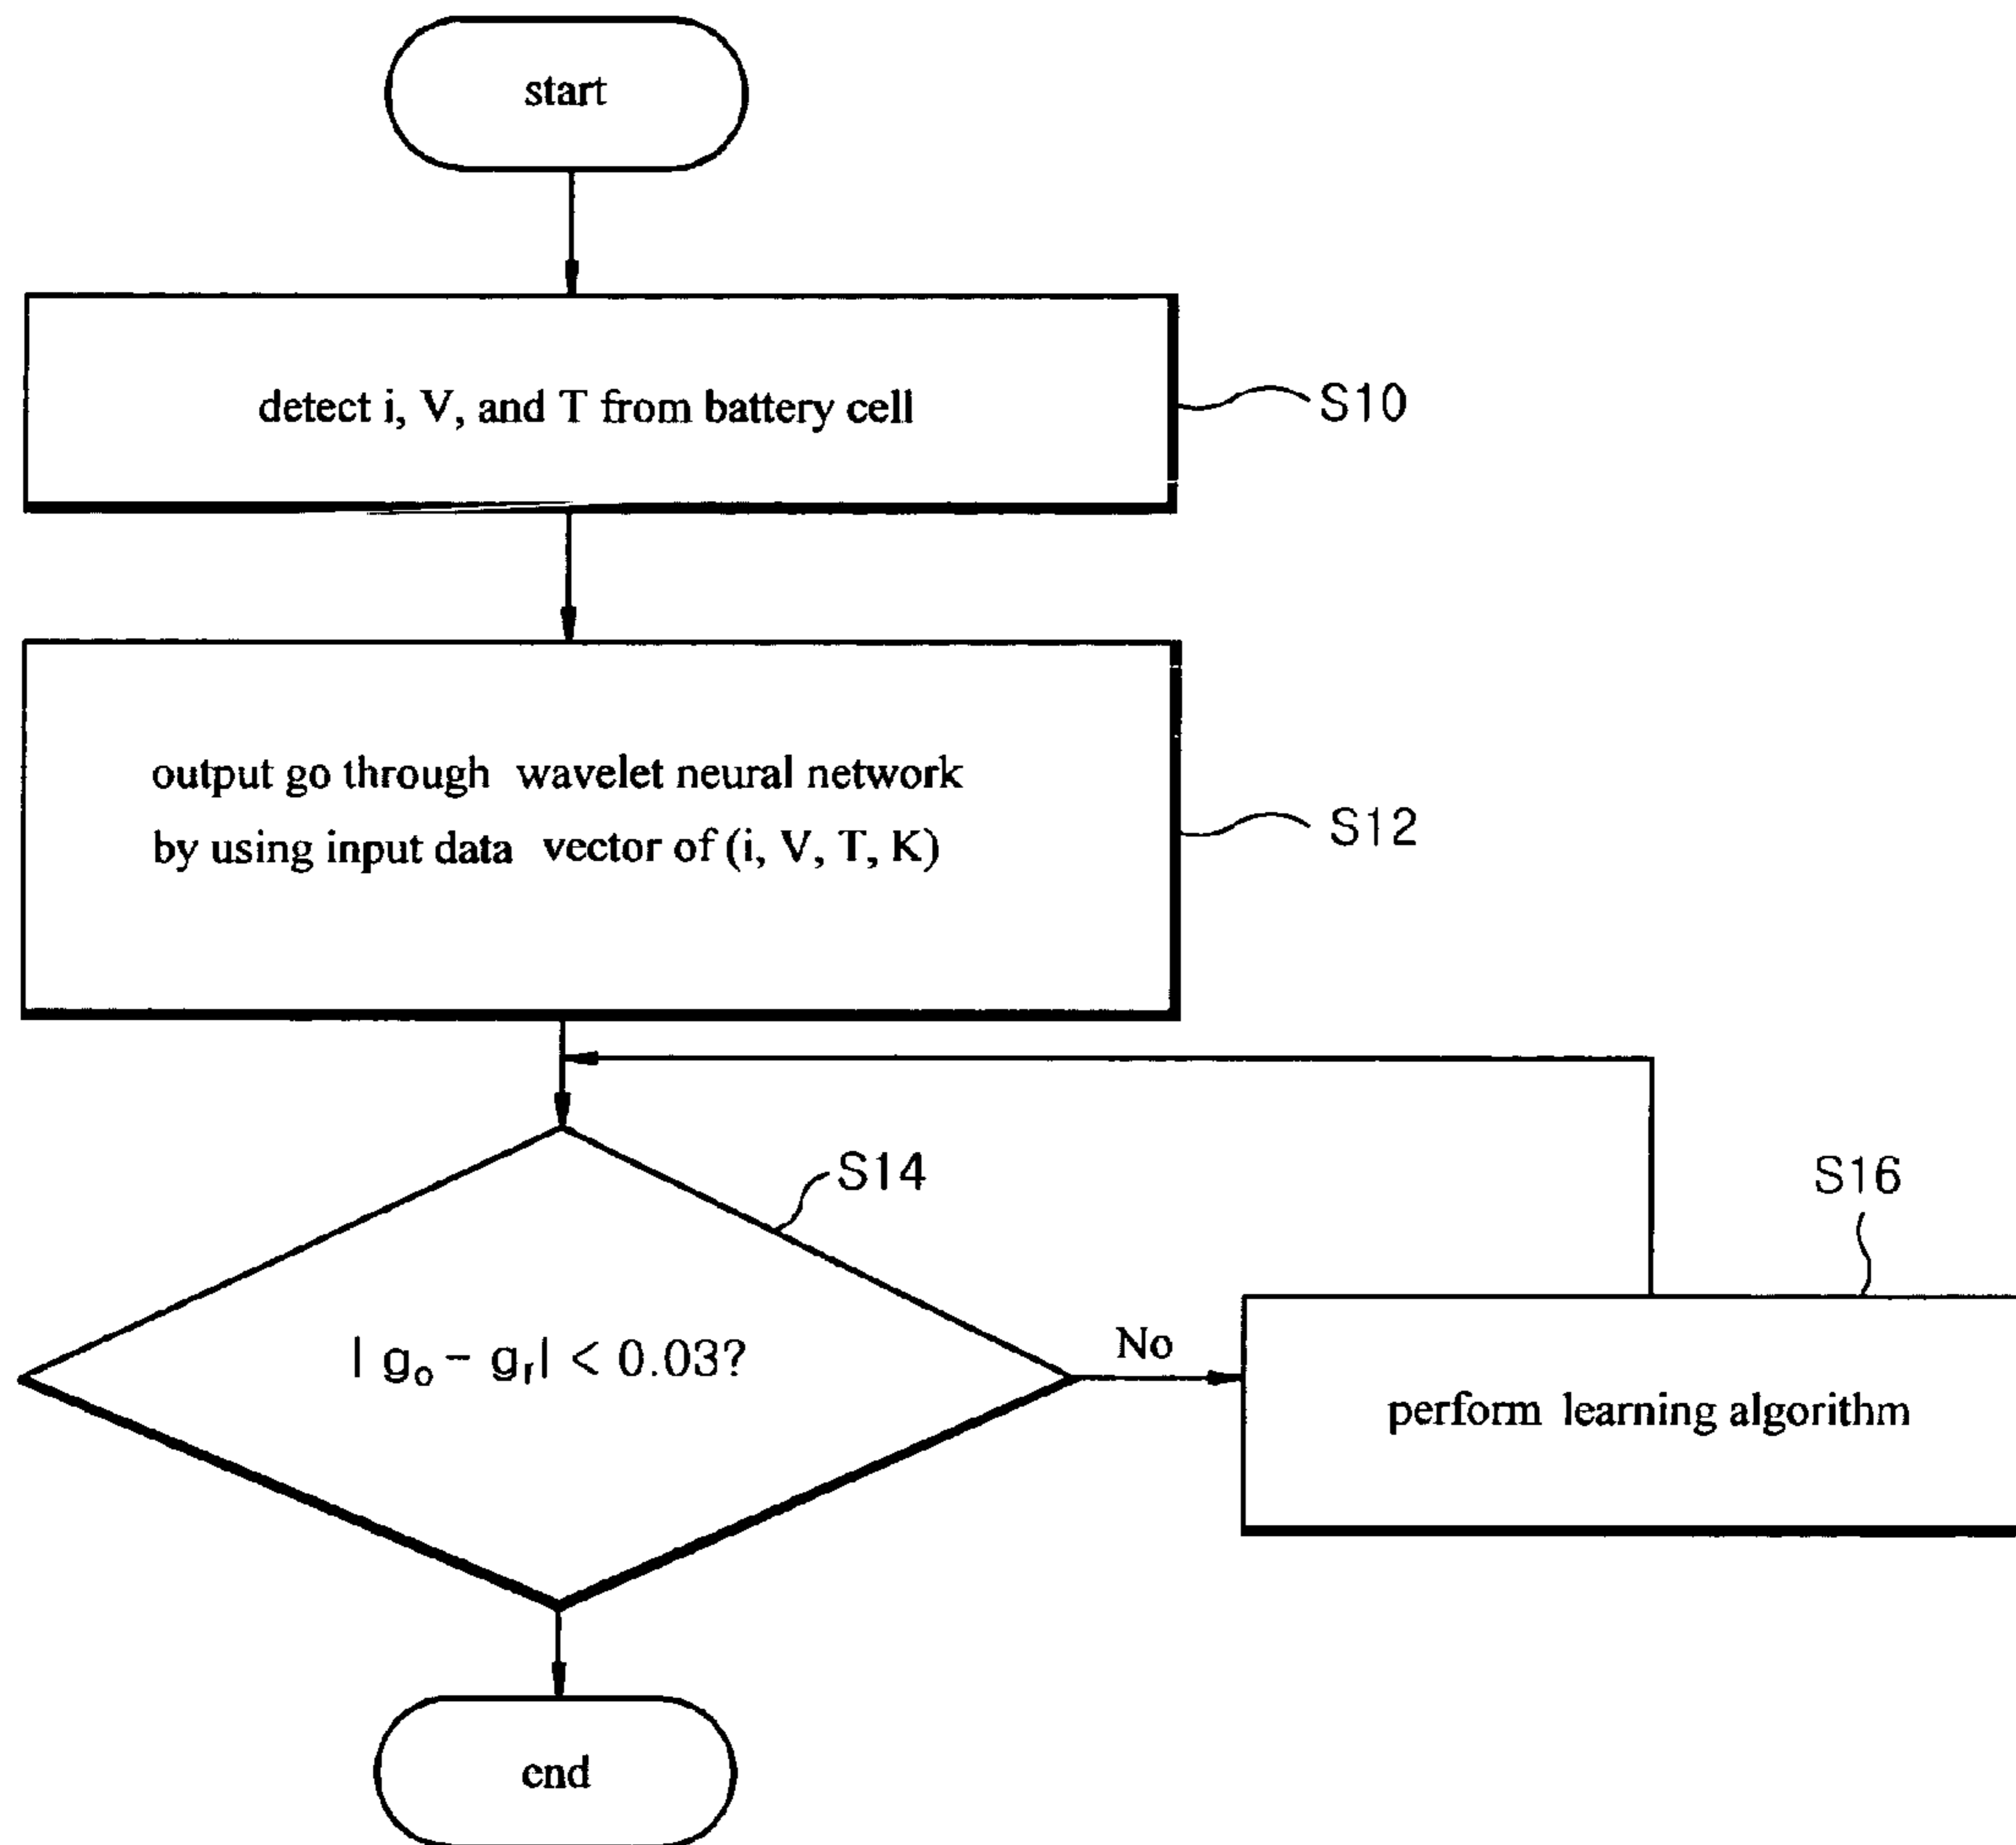 start
detect i, V, and T from battery cell
S10
output go through wavelet neural network
by using input data vector of (i, V, T, K)
S12
S14
S16
| gₒ − gᵣ| < 0.03?
No
perform learning algorithm
end